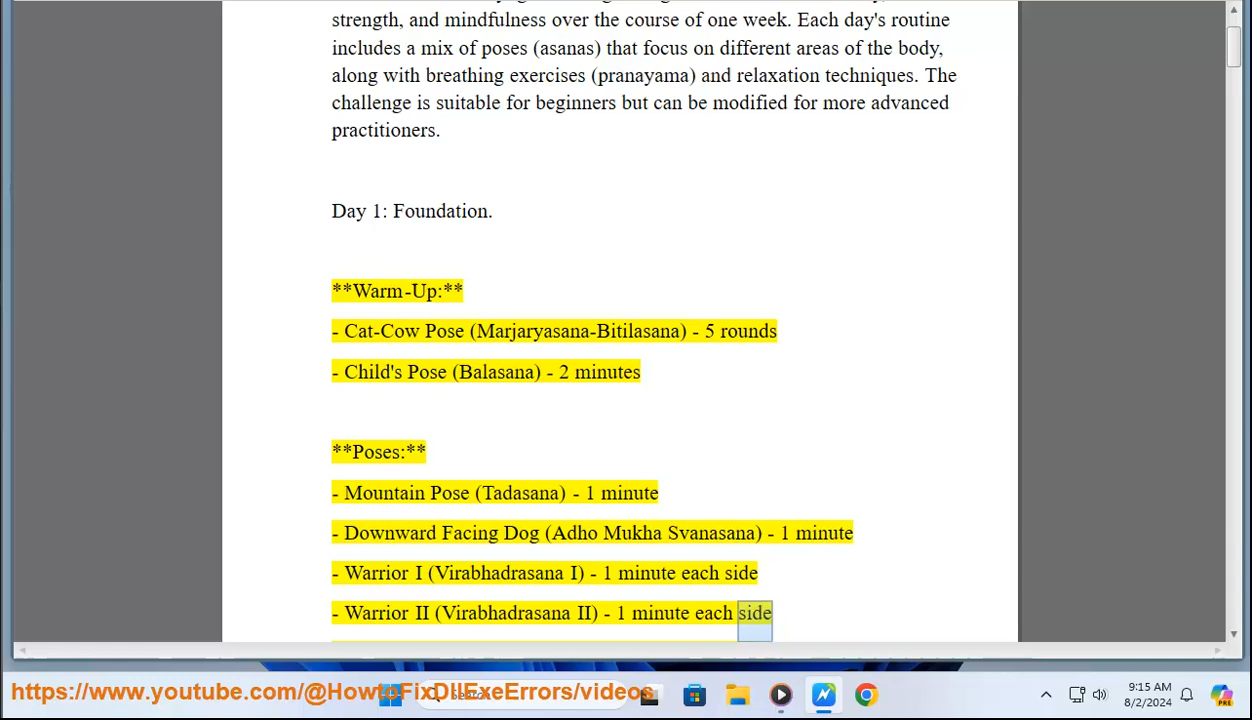 strength, and mindfulness over the course of one week. Each day's routine
includes a mix of poses (asanas) that focus on different areas of the body,
along with breathing exercises (pranayama) and relaxation techniques. The
challenge is suitable for beginners but can be modified for more advanced
practitioners.
Day 1: Foundation.
**Warm-Up:**
- Cat-Cow Pose (Marjaryasana-Bitilasana) - 5 rounds
- Child's Pose (Balasana) - 2 minutes
**Poses:**
- Mountain Pose (Tadasana) - 1 minute
- Downward Facing Dog (Adho Mukha Svanasana) - 1 minute
- Warrior I (Virabhadrasana I) - 1 minute each side
- Warrior II (Virabhadrasana II) - 1 minute each side
https://www.youtube.com/@HowtoFixDllExeErrors/videos
9:15 AM
8/2/2024
PRE